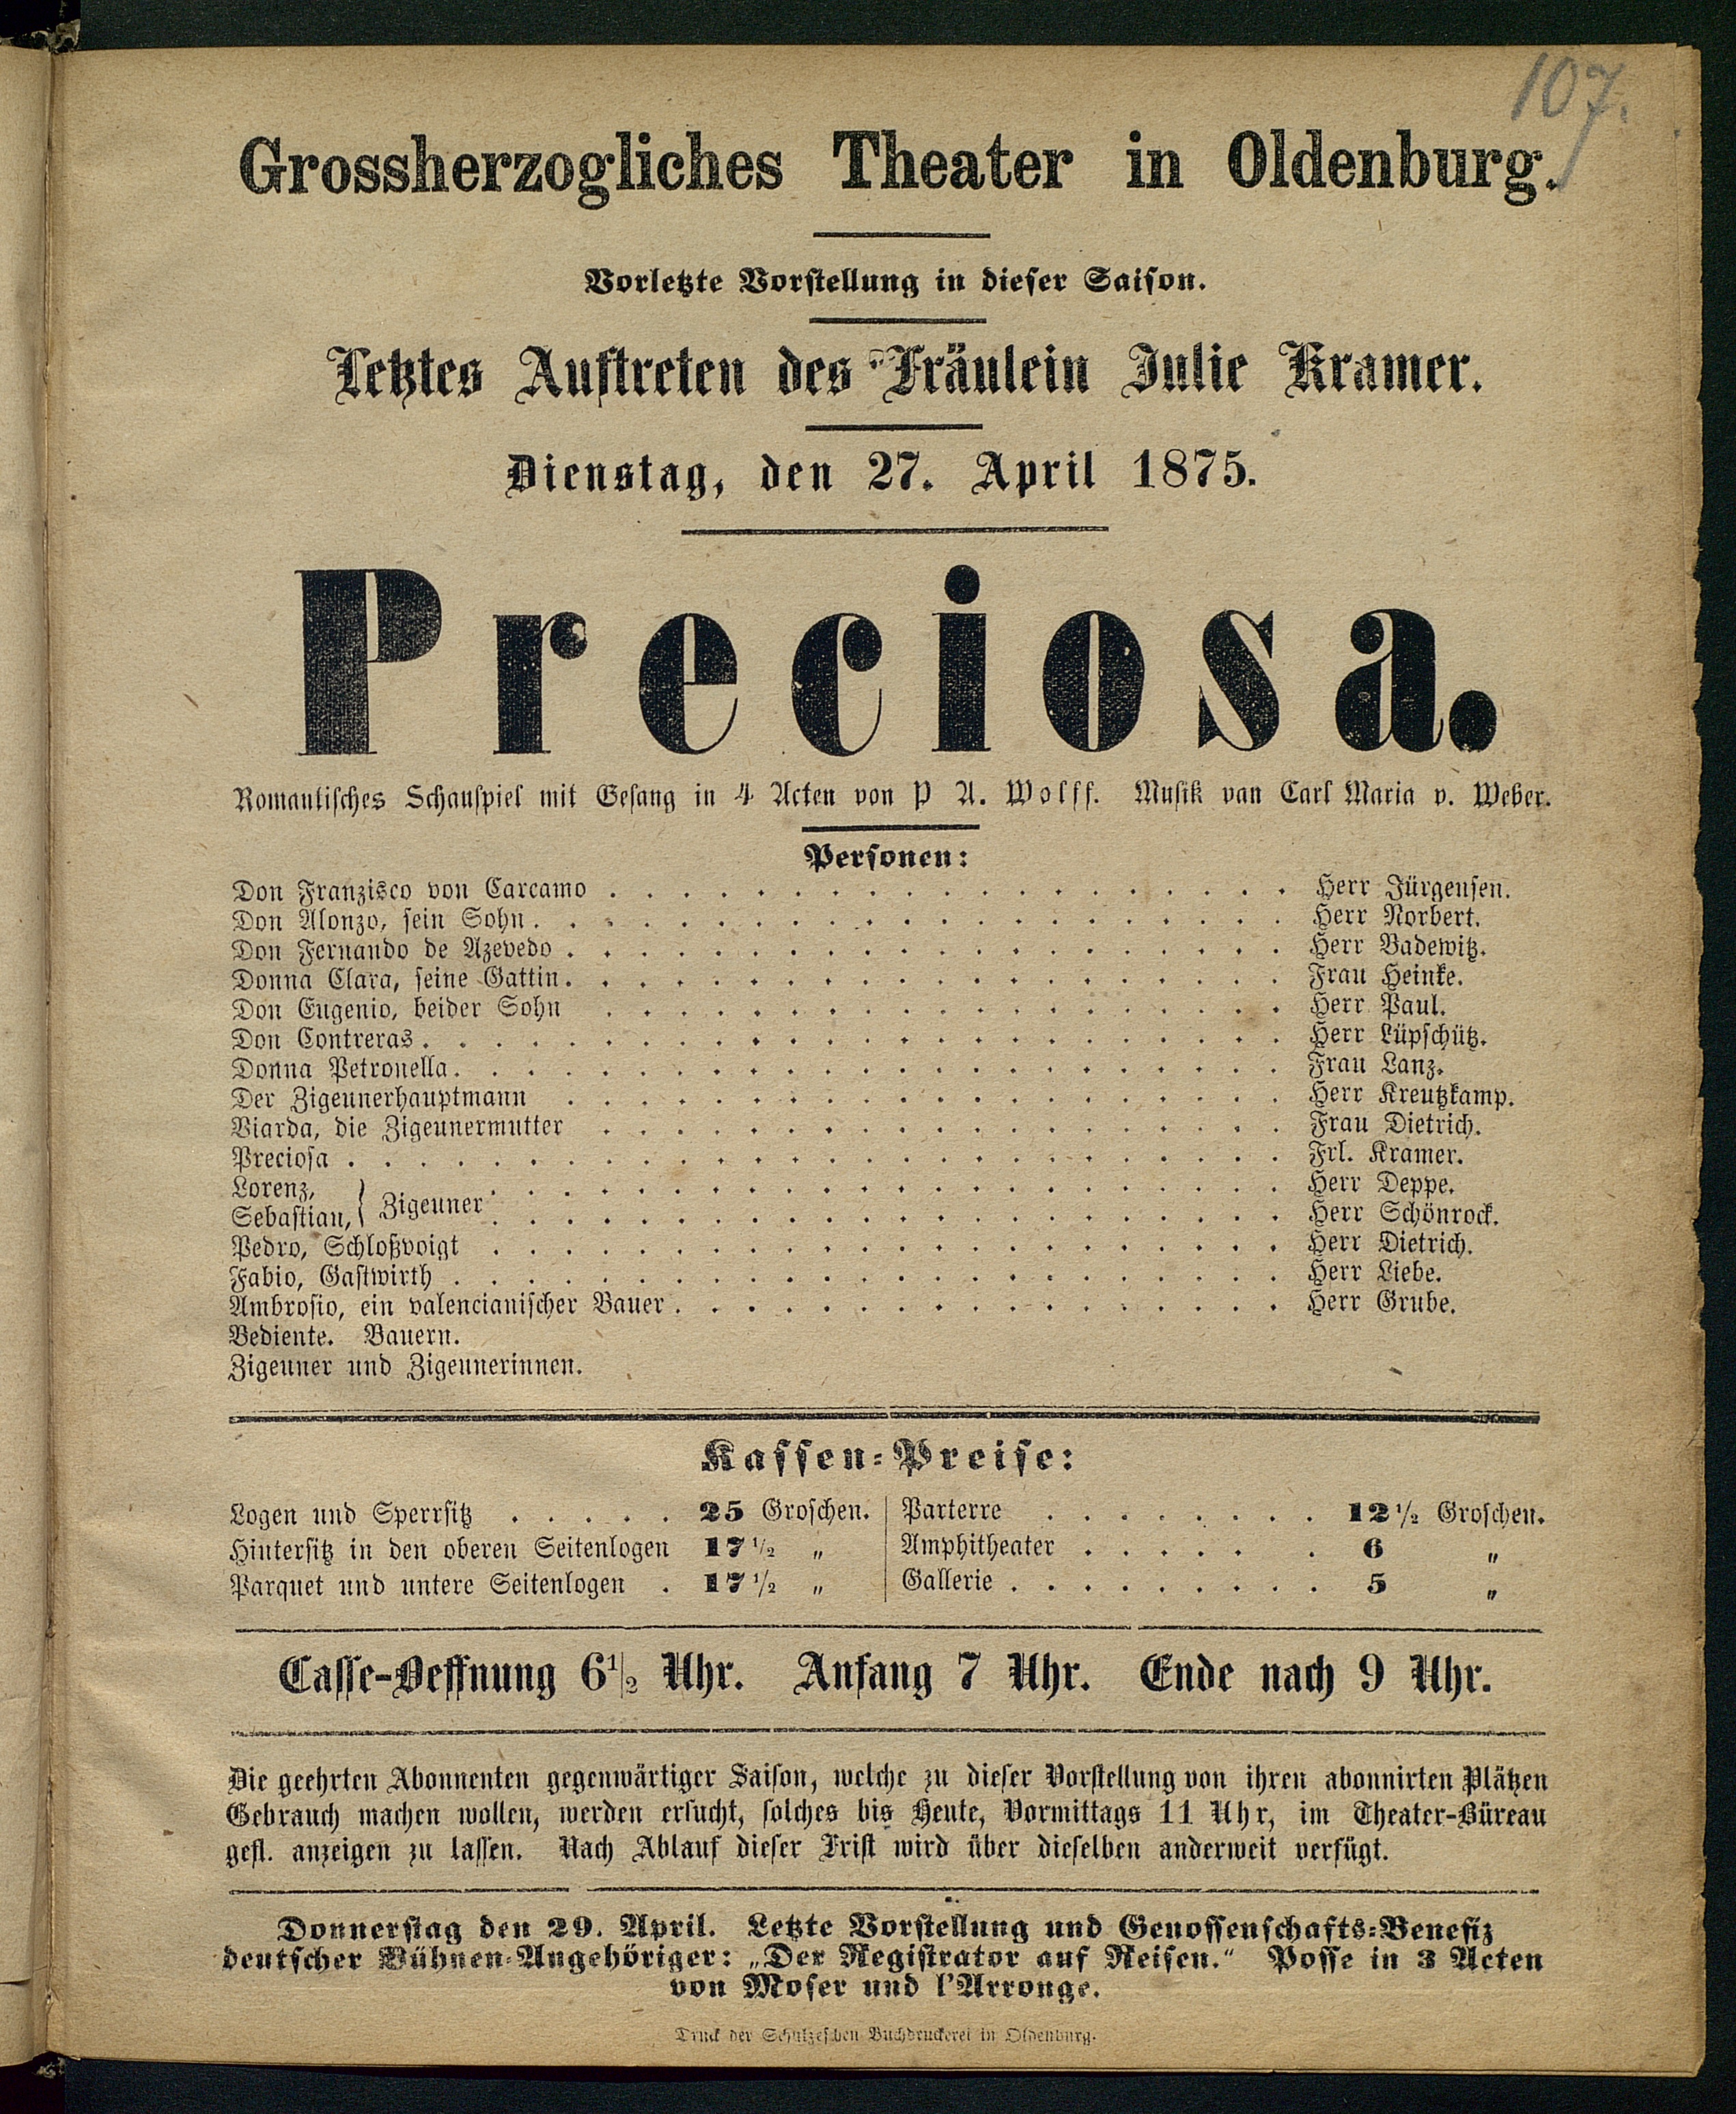 107.
Grossherzogliches Theater in Oldenburg.
Vorletzte Vorstellung in dieser Saison.
Letztes Auftreten des Fräulein Julie Kramer.
Dienstag, den 27. April 1875.
Preciosa.
Romantisches Schauspiel mit Gesang in 4 Acten von P A. Wolff. Musik van Carl Maria v. Weber.
Personen:
Don Franzisco von Carcamo . . . . . . . . . . . . . . . . . . . Herr Jürgensen.
Don Alonzo, sein Sohn. . . . . . . . . . . . . . . . . . . . . Herr Norbert.
Don Fernando de Azevedo . . . . . . . . . . . . . . . . . . . . Herr Badewitz.
Donna Clara, seine Gattin. . . . . . . . . . . . . . . . . . . . Frau Heinke.
Don Eugenio, beider Sohn . . . . . . . . . . . . . . . . . . . Herr Paul.
Don Contreras. . . . . . . . . . . . . . . . . . . . . . . . Herr Lüpschütz.
Donna Petronella. . . . . . . . . . . . . . . . . . . . . . . Frau Lanz.
Der Zigeunerhauptmann . . . . . . . . . . . . . . . . . . . . Herr Kreutzkamp.
Viarda, die Zigeunermutter . . . . . . . . . . . . . . . . . . . Frau Dietrich.
Preciosa . . . . . . . . . . . . . . . . . . . . . . . . . . Frl. Kramer.
Lorenz, . . . . . . . . . . . . . . . . . . . . . . Herr Deppe.
Zigeuner
Sebastian, . . . . . . . . . . . . . . . . . . . . . . Herr Schönrock.
Pedro, Schloßvoigt . . . . . . . . . . . . . . . . . . . . . . Herr Dietrich.
Fabio, Gastwirth . . . . . . . . . . . . . . . . . . . . . . . Herr Liebe.
Ambrosio, ein valencianischer Bauer . . . . . . . . . . . . . . . . . Herr Grube.
Bediente. Bauern.
Zigeuner und Zigeunerinnen.
Kassen-Preise:
Logen und Sperrsitz . . . . . 25 Groschen. Parterre . . . . . . . . 12 1/2 Groschen.
Hintersitz in den oberen Seitenlogen 17 1/2 „ Amphitheater . . . . . . 6 „
Parquet und untere Seitenlogen . 17 1/2 „ Gallerie . . . . . . . . . 5 „
Casse-Oeffnung 6 1/2 Uhr. Anfang 7 Uhr. Ende nach 9 Uhr.
Die geehrten Abonnenten gegenwärtiger Saison, welche zu dieser Vorstellung von ihren abonnirten Plätzen
Gebrauch machen wollen, werden ersucht, solches bis Heute, Vormittags 11 Uhr, im Theater-Büreau
gefl. anzeigen zu lassen. Nach Ablauf dieser Frist wird über dieselben anderweit verfügt.
Donnerstag den 29. April. Letzte Vorstellung und Genossenschafts-Benefiz
deutscher Bühnen-Angehöriger: „Der Registrator auf Reisen.“ Posse in 3 Acten
von Moser und l'Arronge.
Druck der Schulzeschen Buchdruckerei in Oldenburg.